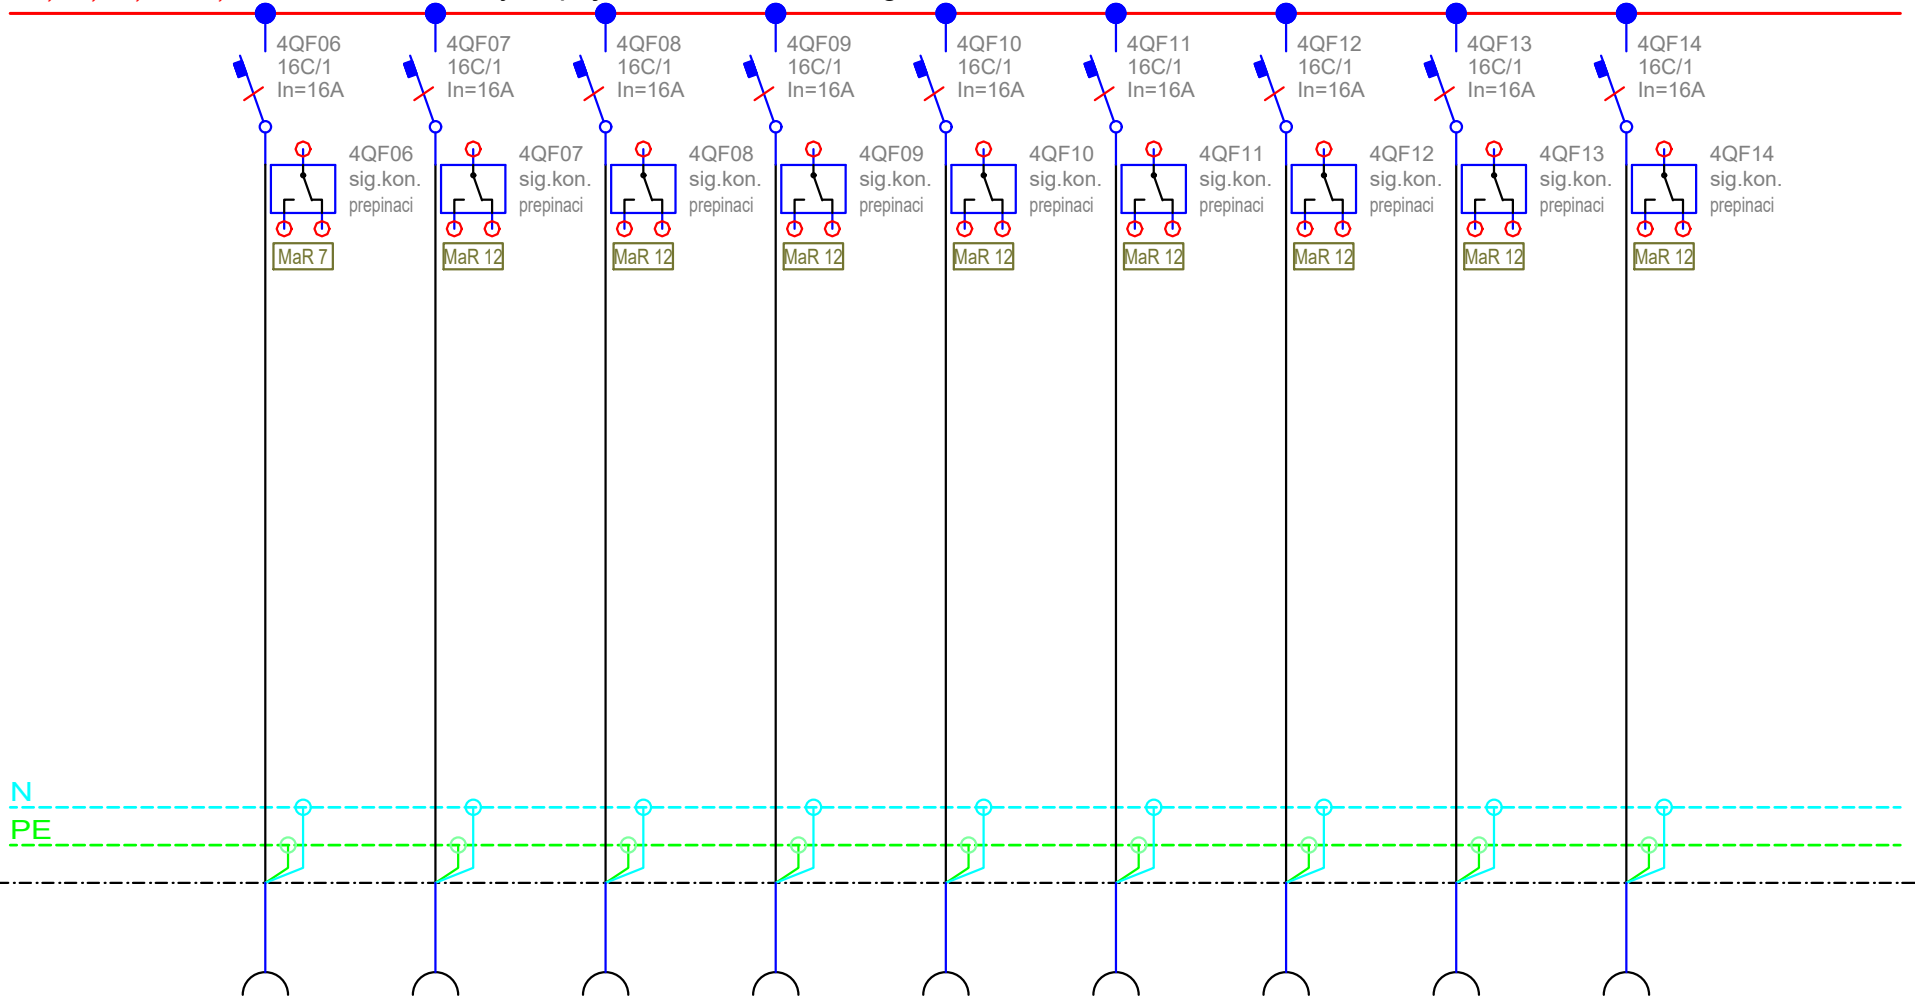 4QF06
16C/1
In=16A
4QF07
16C/1
In=16A
4QF08
16C/1
In=16A
4QF09
16C/1
In=16A
4QF10
16C/1
In=16A
4QF11
16C/1
In=16A
4QF12
16C/1
In=16A
4QF13
16C/1
In=16A
4QF14
16C/1
In=16A
4QF06
sig.kon.
prepinaci
MaR 7
4QF07
sig.kon.
prepinaci
MaR 12
4QF08
sig.kon.
prepinaci
MaR 12
4QF09
sig.kon.
prepinaci
MaR 12
4QF10
sig.kon.
prepinaci
MaR 12
4QF11
sig.kon.
prepinaci
MaR 12
4QF12
sig.kon.
prepinaci
MaR 12
4QF13
sig.kon.
prepinaci
MaR 12
4QF14
sig.kon.
prepinaci
MaR 12
N
PE